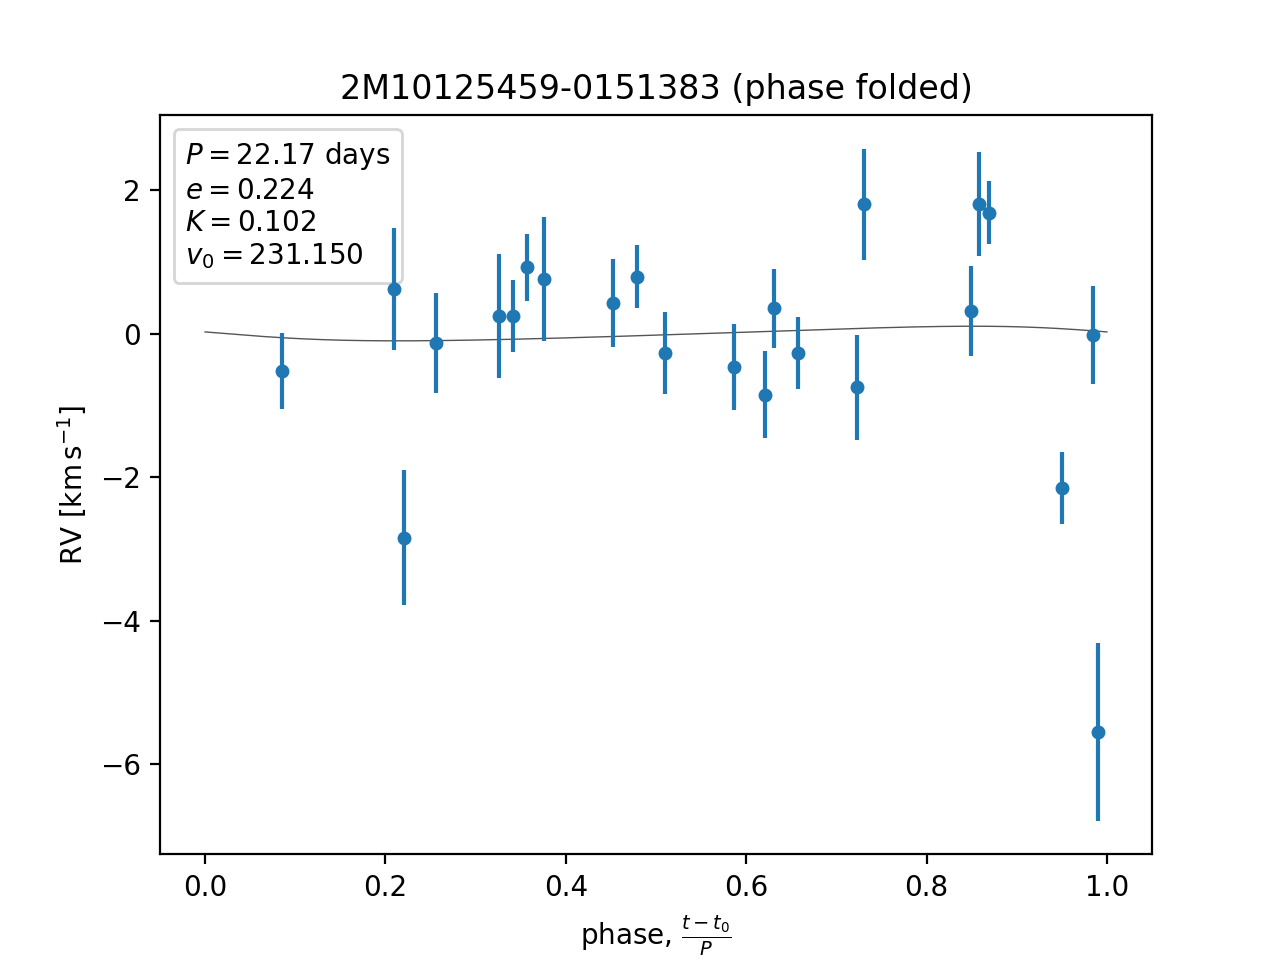 2M10125459-0151383 (phase folded)
P = 22.17 days
e = 0.224
K = 0.102
v₀ = 231.150
2
0
−2
−4
−6
RV [km s⁻¹]
0.0 0.2 0.4 0.6 0.8 1.0
phase, (t − t₀)/P